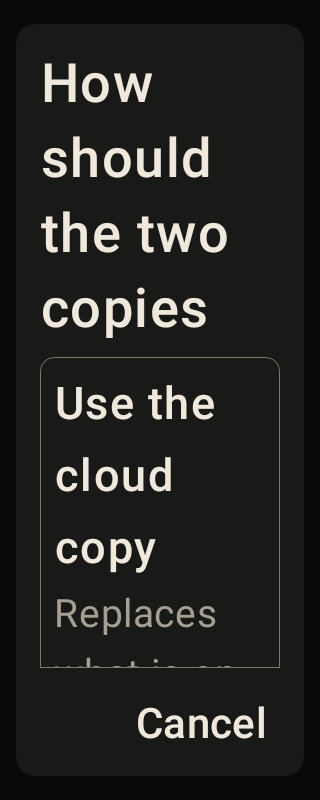 How
should
the two
copies
Use the
cloud
copy
Replaces
Cancel